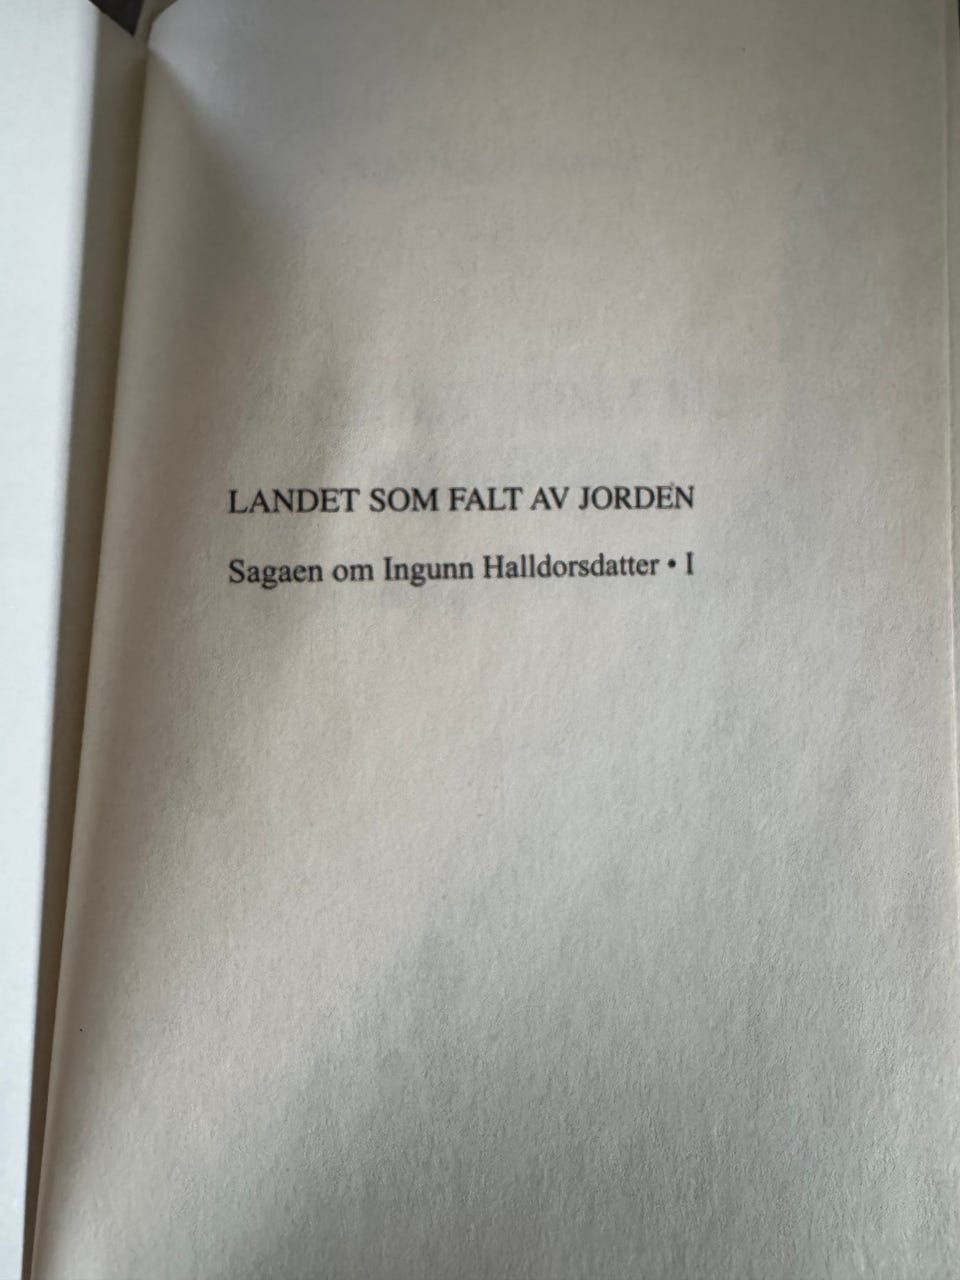 LANDET SOM FALT AV JORDEN
Sagaen om Ingunn Halldorsdatter • I